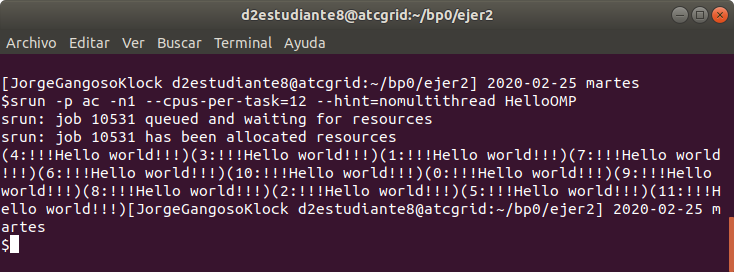 d2estudiante8@atcgrid:~/bp0/ejer2
Archivo Editar Ver Buscar Terminal Ayuda
[JorgeGangosoKlock d2estudiante8@atcgrid:~/bp0/ejer2] 2020-02-25 martes
$srun -p ac -n1 --cpus-per-task=12 --hint=nomultithread HelloOMP
srun: job 10531 queued and waiting for resources
srun: job 10531 has been allocated resources
(4:!!!Hello world!!!)(3:!!!Hello world!!!)(1:!!!Hello world!!!)(7:!!!Hello world
!!!)(6:!!!Hello world!!!)(10:!!!Hello world!!!)(0:!!!Hello world!!!)(9:!!!Hello
world!!!)(8:!!!Hello world!!!)(2:!!!Hello world!!!)(5:!!!Hello world!!!)(11:!!!H
ello world!!!)[JorgeGangosoKlock d2estudiante8@atcgrid:~/bp0/ejer2] 2020-02-25 m
artes
$